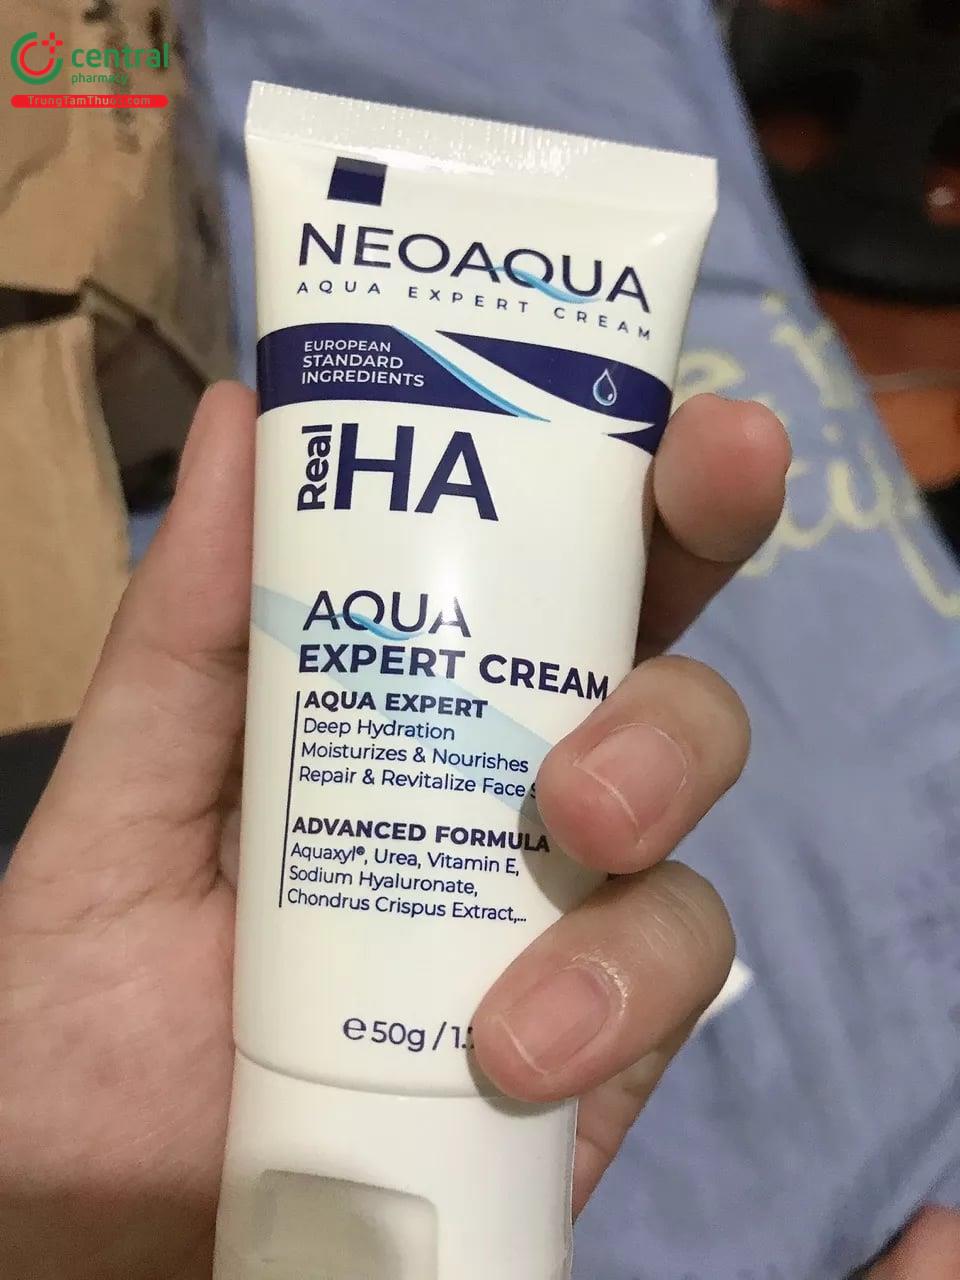 central
pharmacy
TrungTamThuoc.com
NEOAQUA
AQUA EXPERT CREAM
EUROPEAN
STANDARD
INGREDIENTS
Real HA
AQUA
EXPERT CREAM
AQUA EXPERT
Deep Hydration
Moisturizes & Nourishes
Repair & Revitalize Face
ADVANCED FORMULA
Aquaxyl®, Urea, Vitamin E,
Sodium Hyaluronate,
Chondrus Crispus Extract,...
℮50g / 1.